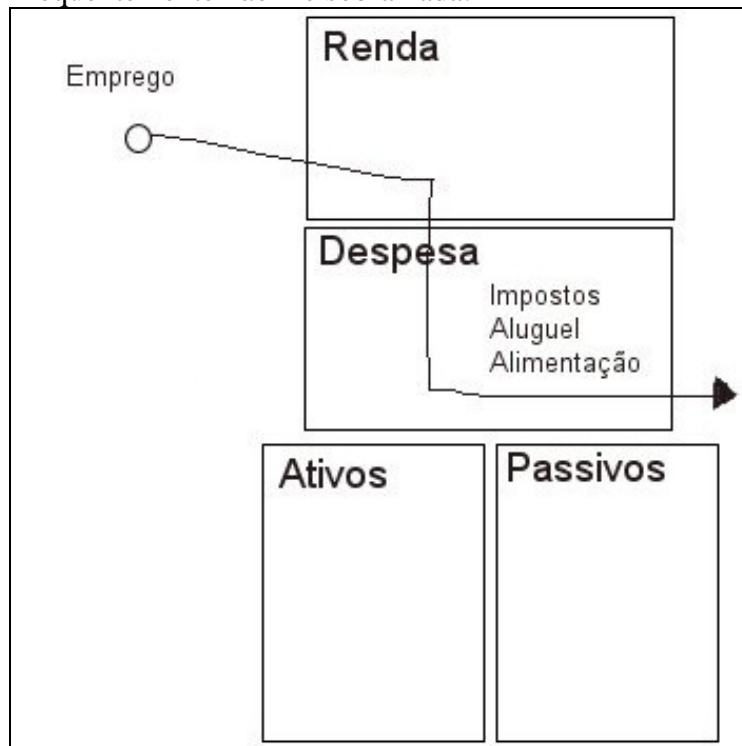 Renda
Emprego
Despesa
Impostos
Aluguel
Alimentação
Ativos
Passivos